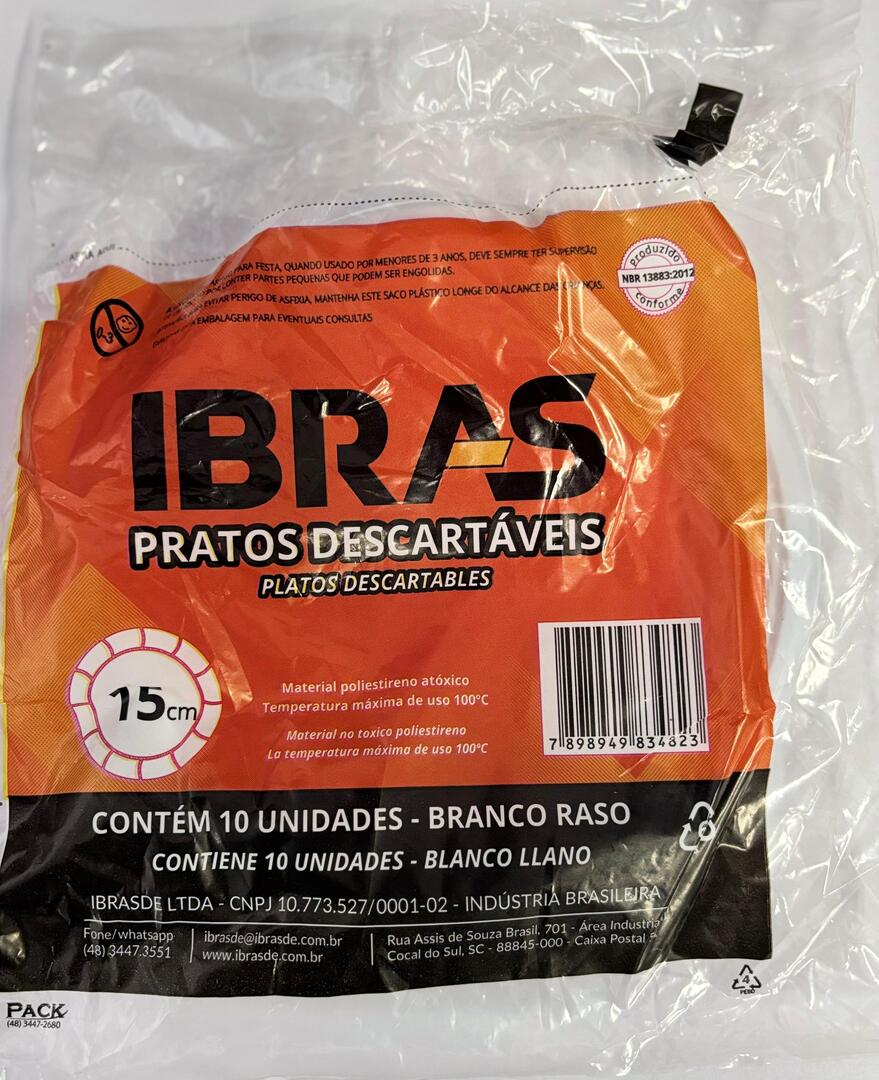 PARA FESTA, QUANDO USADO POR MENORES DE 3 ANOS, DEVE SEMPRE TER SUPERVISÃO
CONTER PARTES PEQUENAS QUE PODEM SER ENGOLIDAS.
EVITAR PERIGO DE ASFIXIA, MANTENHA ESTE SACO PLÁSTICO LONGE DO ALCANCE DAS CRIANÇAS.
EMBALAGEM PARA EVENTUAIS CONSULTAS
0-3
Produzido
NBR 13883:2012
conforme
IBRAS
PRATOS DESCARTÁVEIS
PLATOS DESCARTABLES
15cm
Material poliestireno atóxico
Temperatura máxima de uso 100ºC
Material no toxico poliestireno
La temperatura máxima de uso 100ºC
7 898949 834823
CONTÉM 10 UNIDADES - BRANCO RASO
CONTIENE 10 UNIDADES - BLANCO LLANO
IBRASDE LTDA - CNPJ 10.773.527/0001-02 - INDÚSTRIA BRASILEIRA
Fone/whatsapp
(48) 3447.3551
ibrasde@ibrasde.com.br
www.ibrasde.com.br
Rua Assis de Souza Brasil, 701 - Área
Cocal do Sul, SC - 88845-000 - Caixa Postal
4
PEBD
PACK
(48) 3447-2680